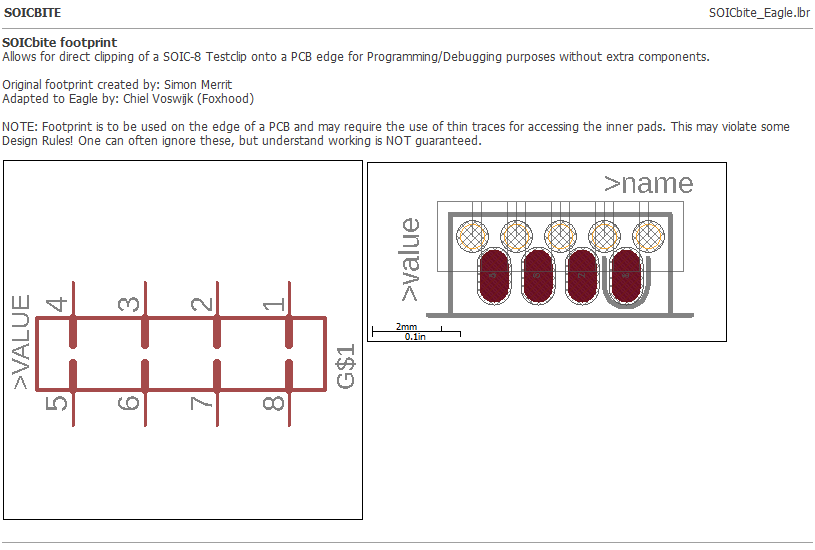 SOICBITE
SOICbite_Eagle.lbr
SOICbite footprint
Allows for direct clipping of a SOIC-8 Testclip onto a PCB edge for Programming/Debugging purposes without extra components.
Original footprint created by: Simon Merrit
Adapted to Eagle by: Chiel Voswijk (Foxhood)
NOTE: Footprint is to be used on the edge of a PCB and may require the use of thin traces for accessing the inner pads. This may violate some
Design Rules! One can often ignore these, but understand working is NOT guaranteed.
>VALUE
4
3
2
1
5
6
7
8
G$1
>name
>value
2mm
0.1in